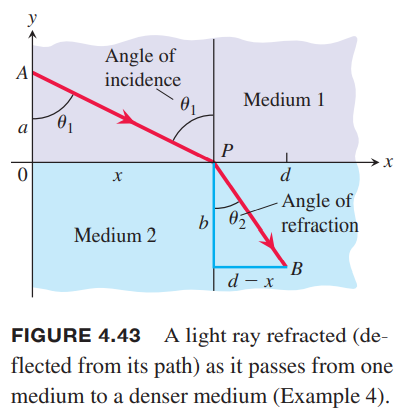 y
Angle of
incidence
A
θ1
Medium 1
a
θ1
P
0
x
d
x
Angle of
refraction
b
θ2
Medium 2
B
d − x
FIGURE 4.43 A light ray refracted (de-
flected from its path) as it passes from one
medium to a denser medium (Example 4).